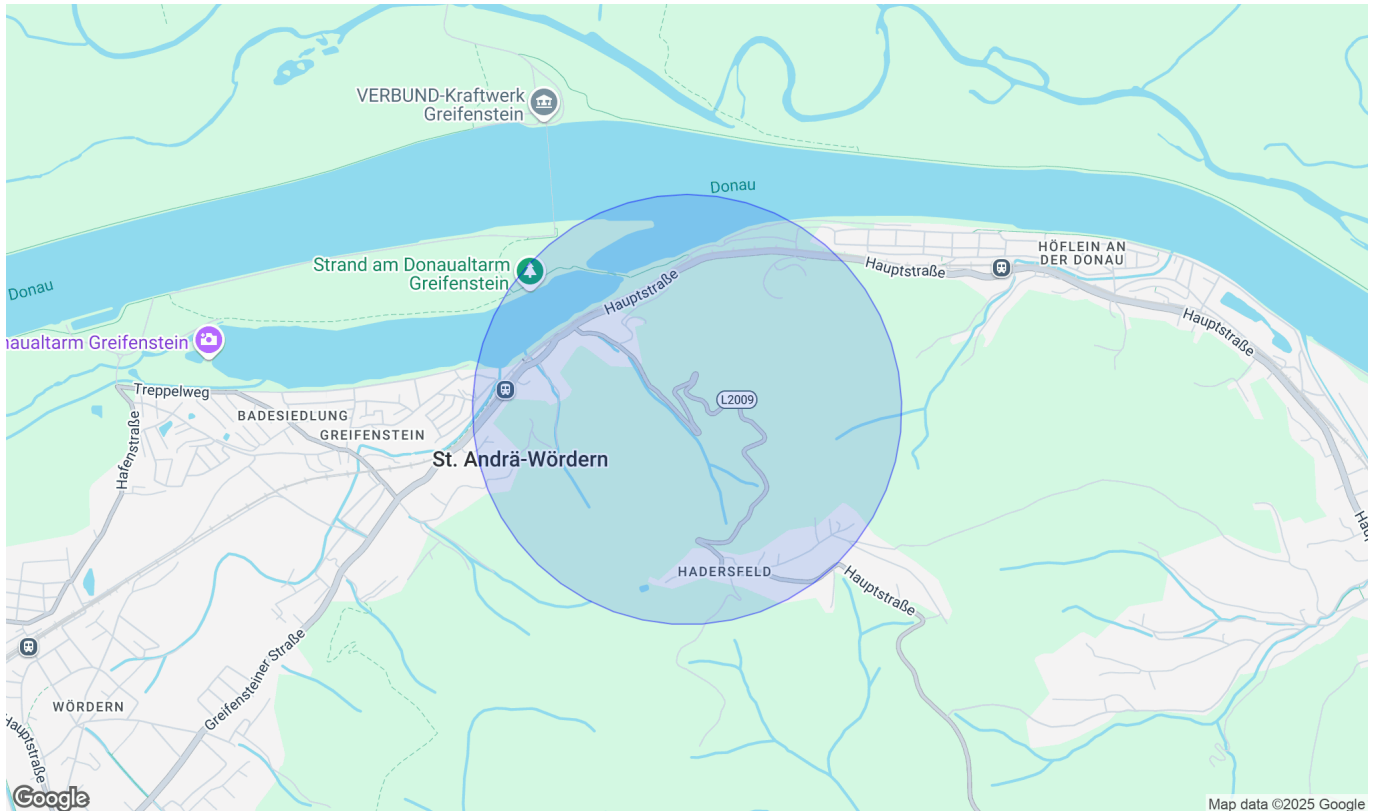 VERBUND-Kraftwerk
Greifenstein
Donau
Strand am Donaualtarm
Greifenstein
HÖFLEIN AN
DER DONAU
Hauptstraße
Hauptstraße
Donau
Hauptstraße
naualtarm Greifenstein
Treppelweg
BADESIEDLUNG
GREIFENSTEIN
L2009
Hafenstraße
St. Andrä-Wördern
HADERSFELD
Hauptstraße
Greifensteiner Straße
WÖRDERN
Hauptstraße
Google
Map data ©2025 Google